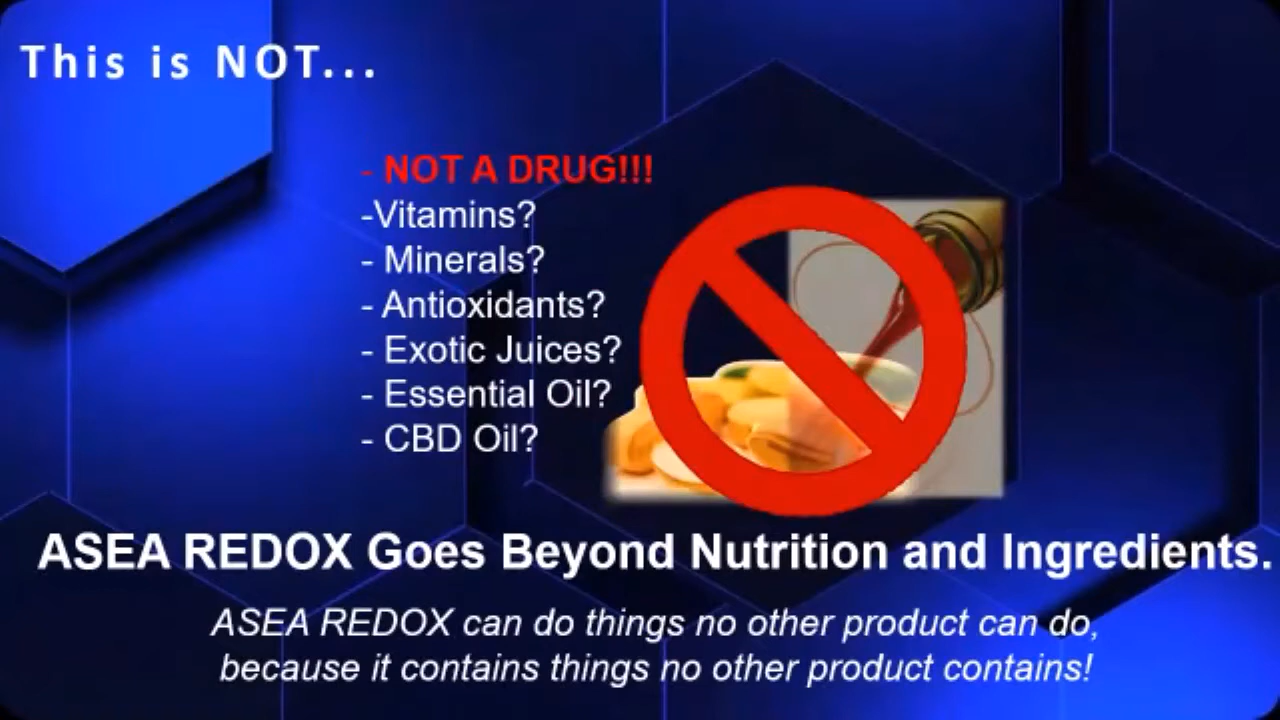 This is NOT...
- NOT A DRUG!!!
-Vitamins?
- Minerals?
- Antioxidants?
- Exotic Juices?
- Essential Oil?
- CBD Oil?
ASEA REDOX Goes Beyond Nutrition and Ingredients.
ASEA REDOX can do things no other product can do,
because it contains things no other product contains!